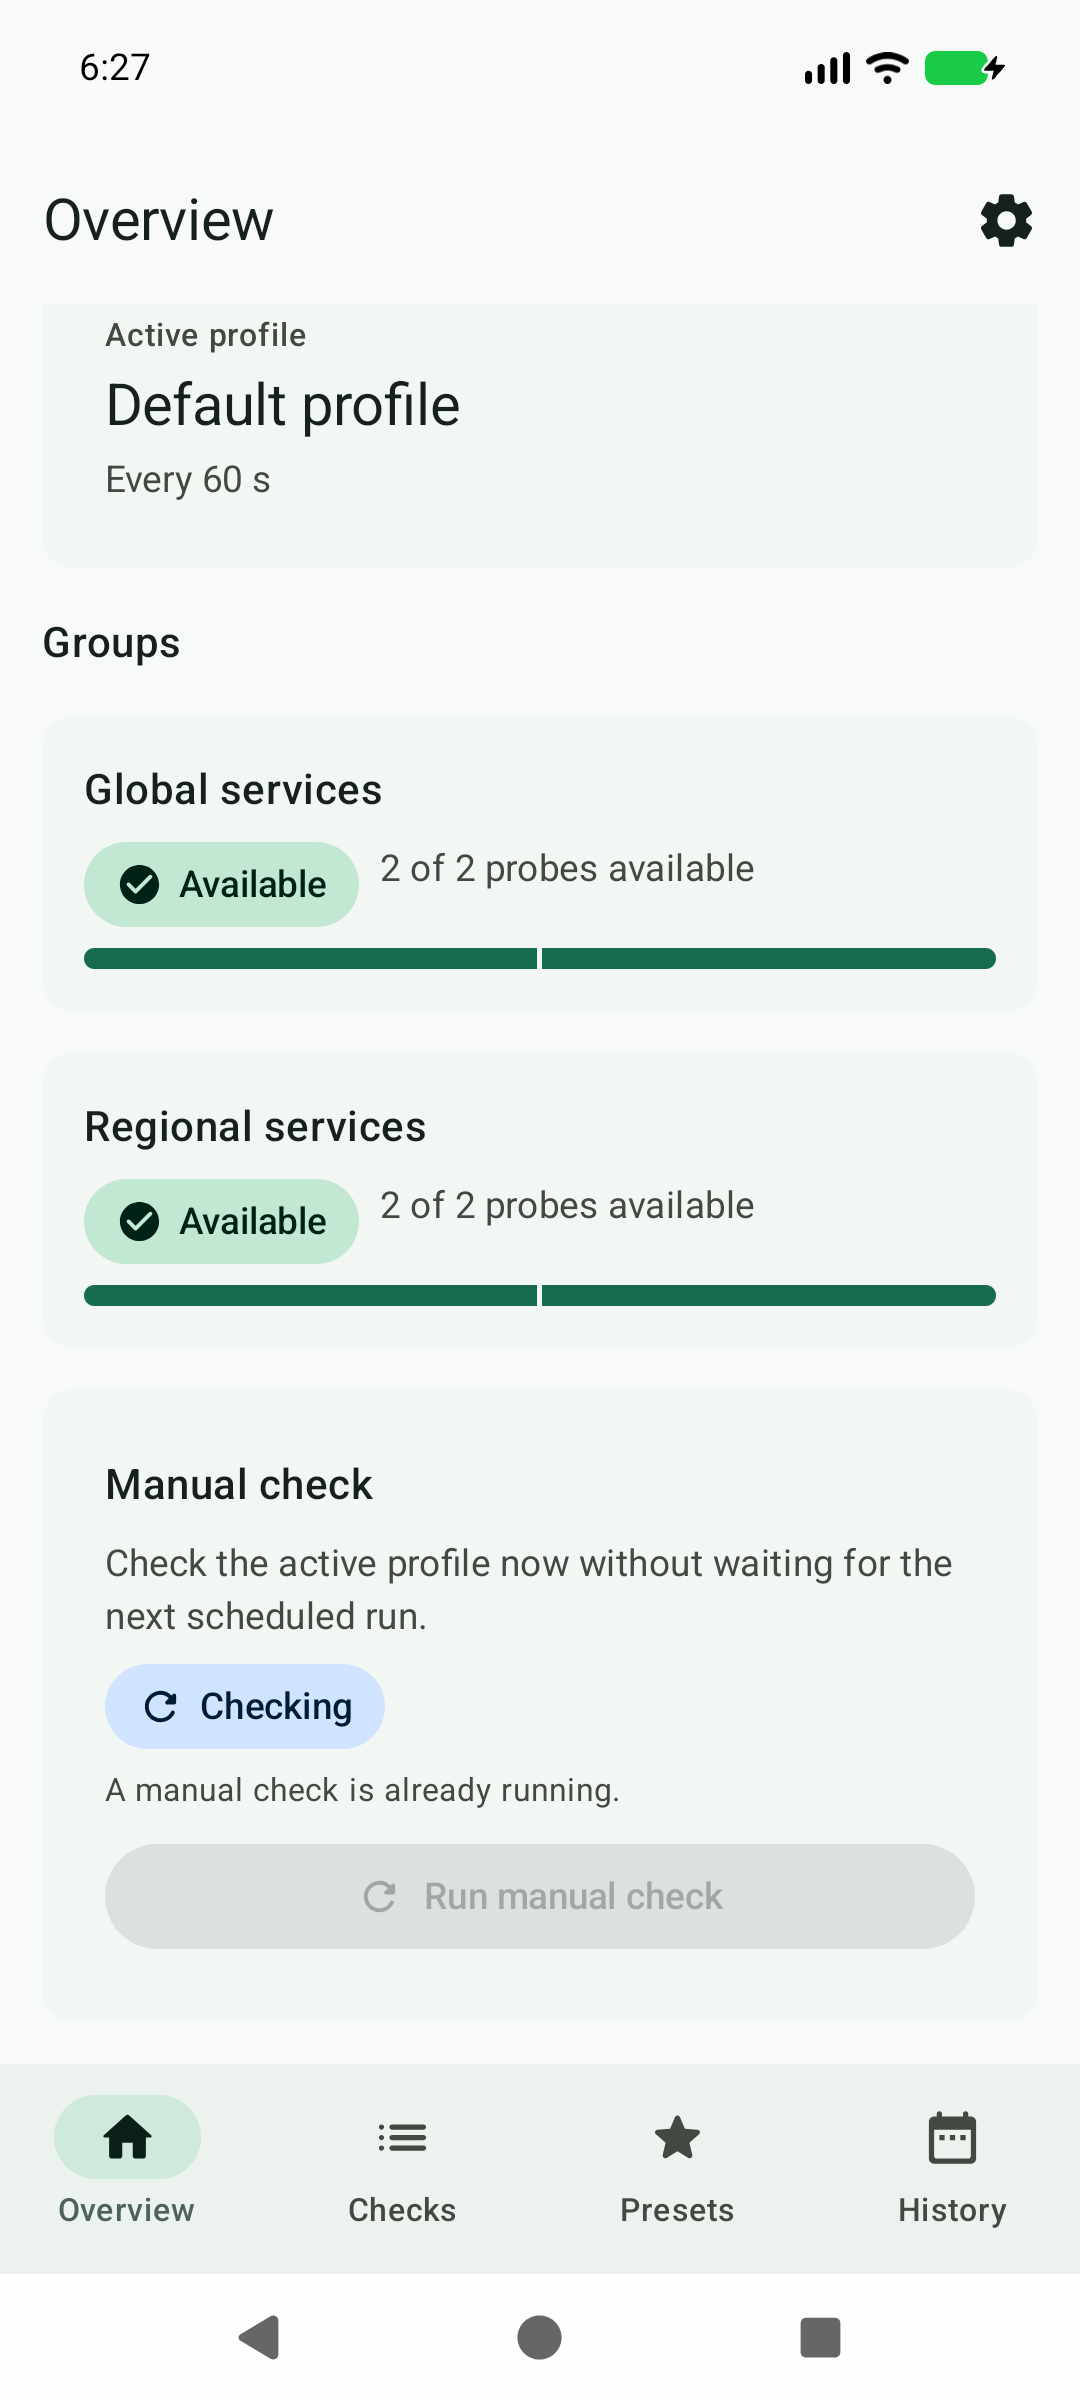 6:27
Overview
Active profile
Default profile
Every 60 s
Groups
Global services
Available
2 of 2 probes available
Regional services
Available
2 of 2 probes available
Manual check
Check the active profile now without waiting for the
next scheduled run.
Checking
A manual check is already running.
Run manual check
Overview
Checks
Presets
History